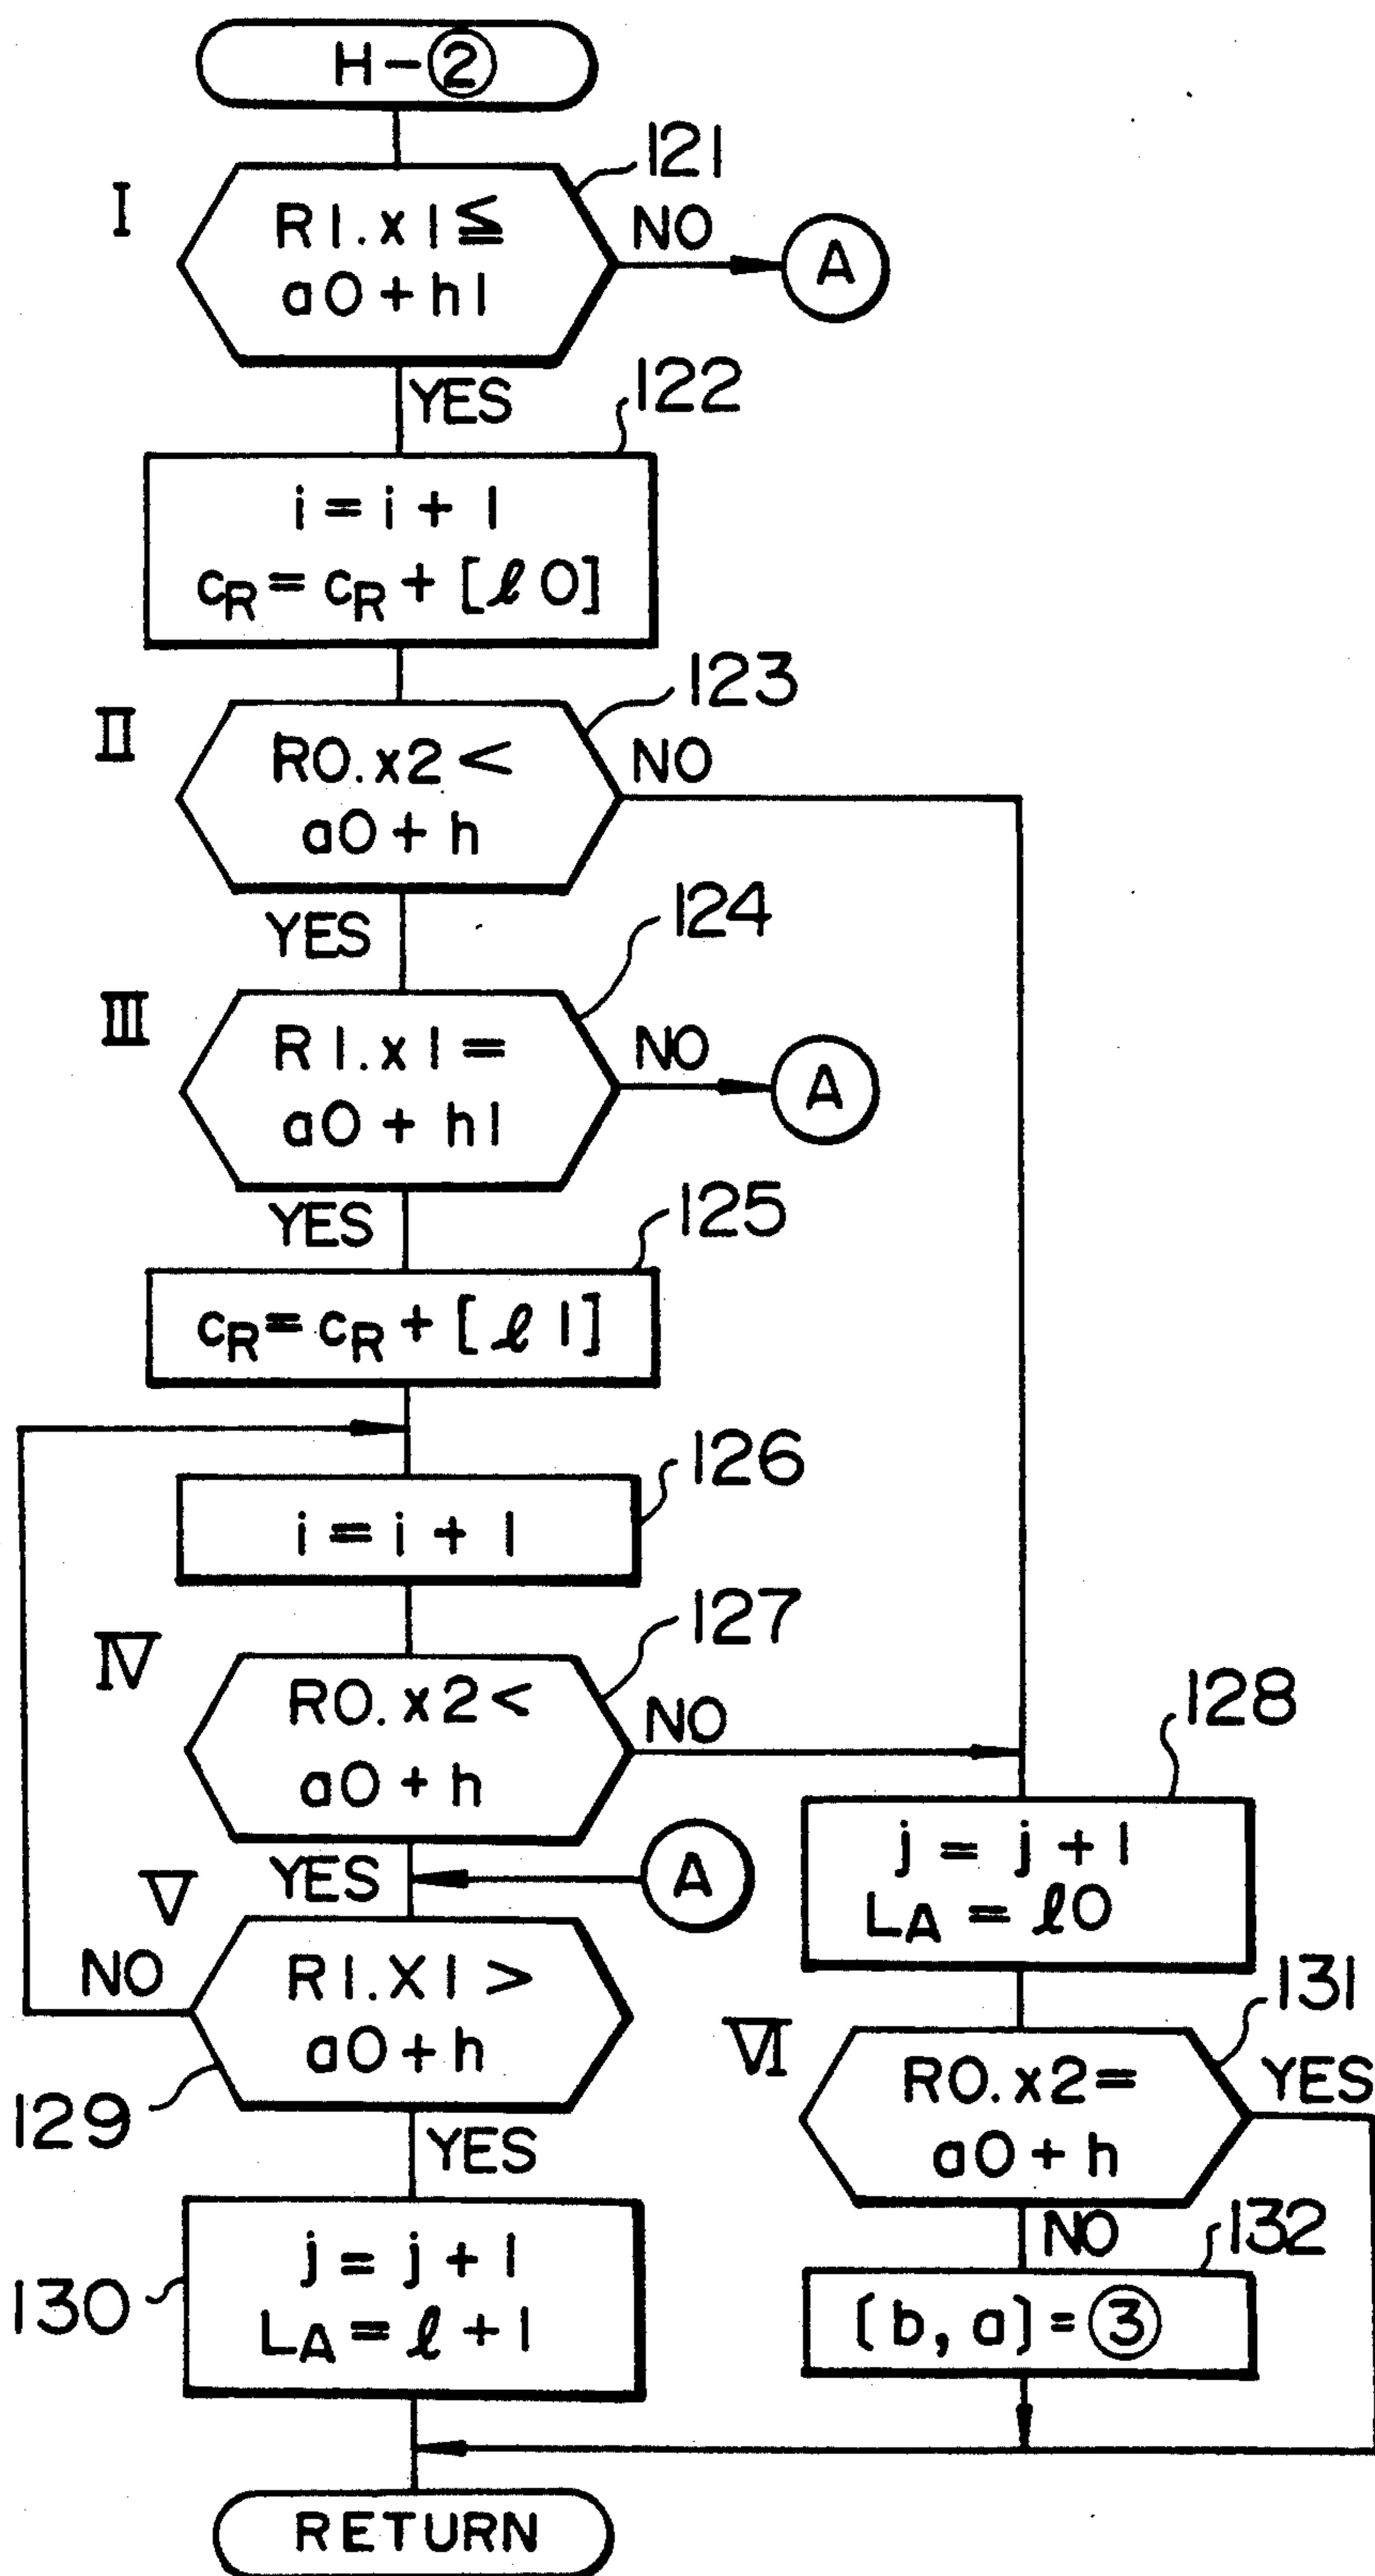 H-②
121
I
R1.x1≦
a0+h1
NO
A
YES
122
i = i + 1
cR = cR + [ℓ0]
123
II
R0.x2 <
a0+h
NO
YES
124
III
R1.x1 =
a0 + h1
NO
A
YES
125
cR = cR + [ℓ1]
126
i = i + 1
127
IV
R0.x2 <
a0+h
NO
128
j = j + 1
LA = ℓ0
YES
A
V
NO
R1.X1 >
a0+h
129
131
VI
R0.x2 =
a0+h
YES
YES
NO
132
130
j = j + 1
LA = ℓ+1
(b, a) = ③
RETURN